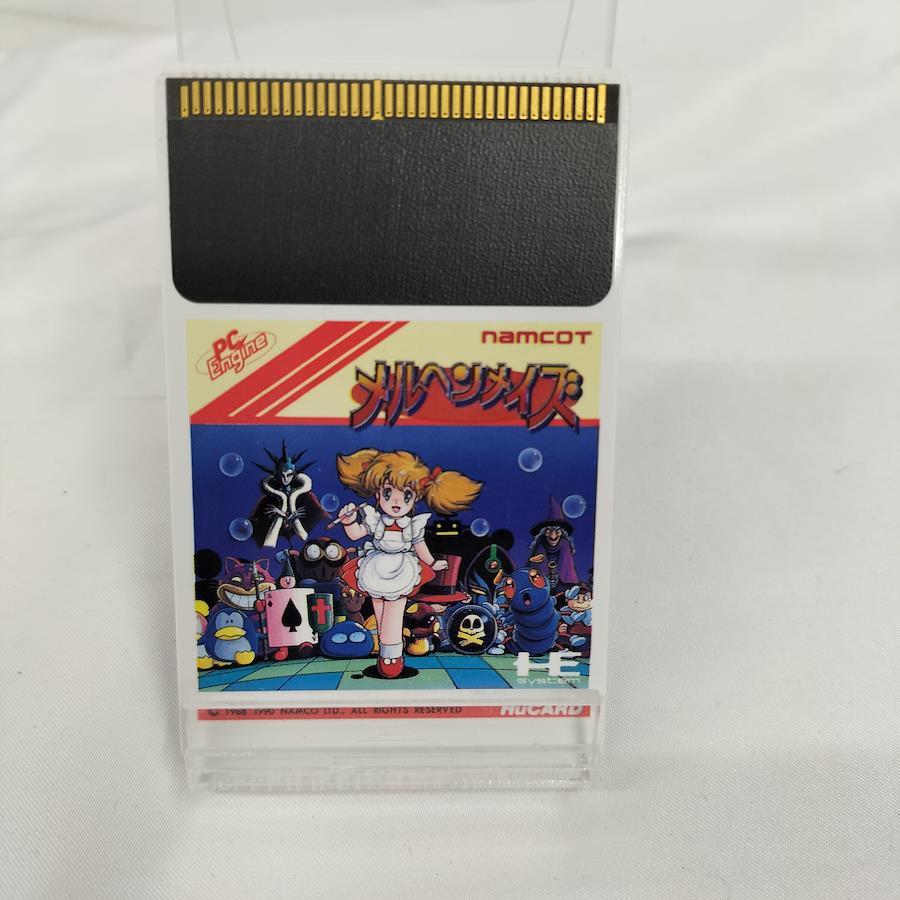 PC Engine
namcoT
メルヘンメイズ
A
HE
system
© 1988 1990 NAMCO LTD., ALL RIGHTS RESERVED
HuCARD